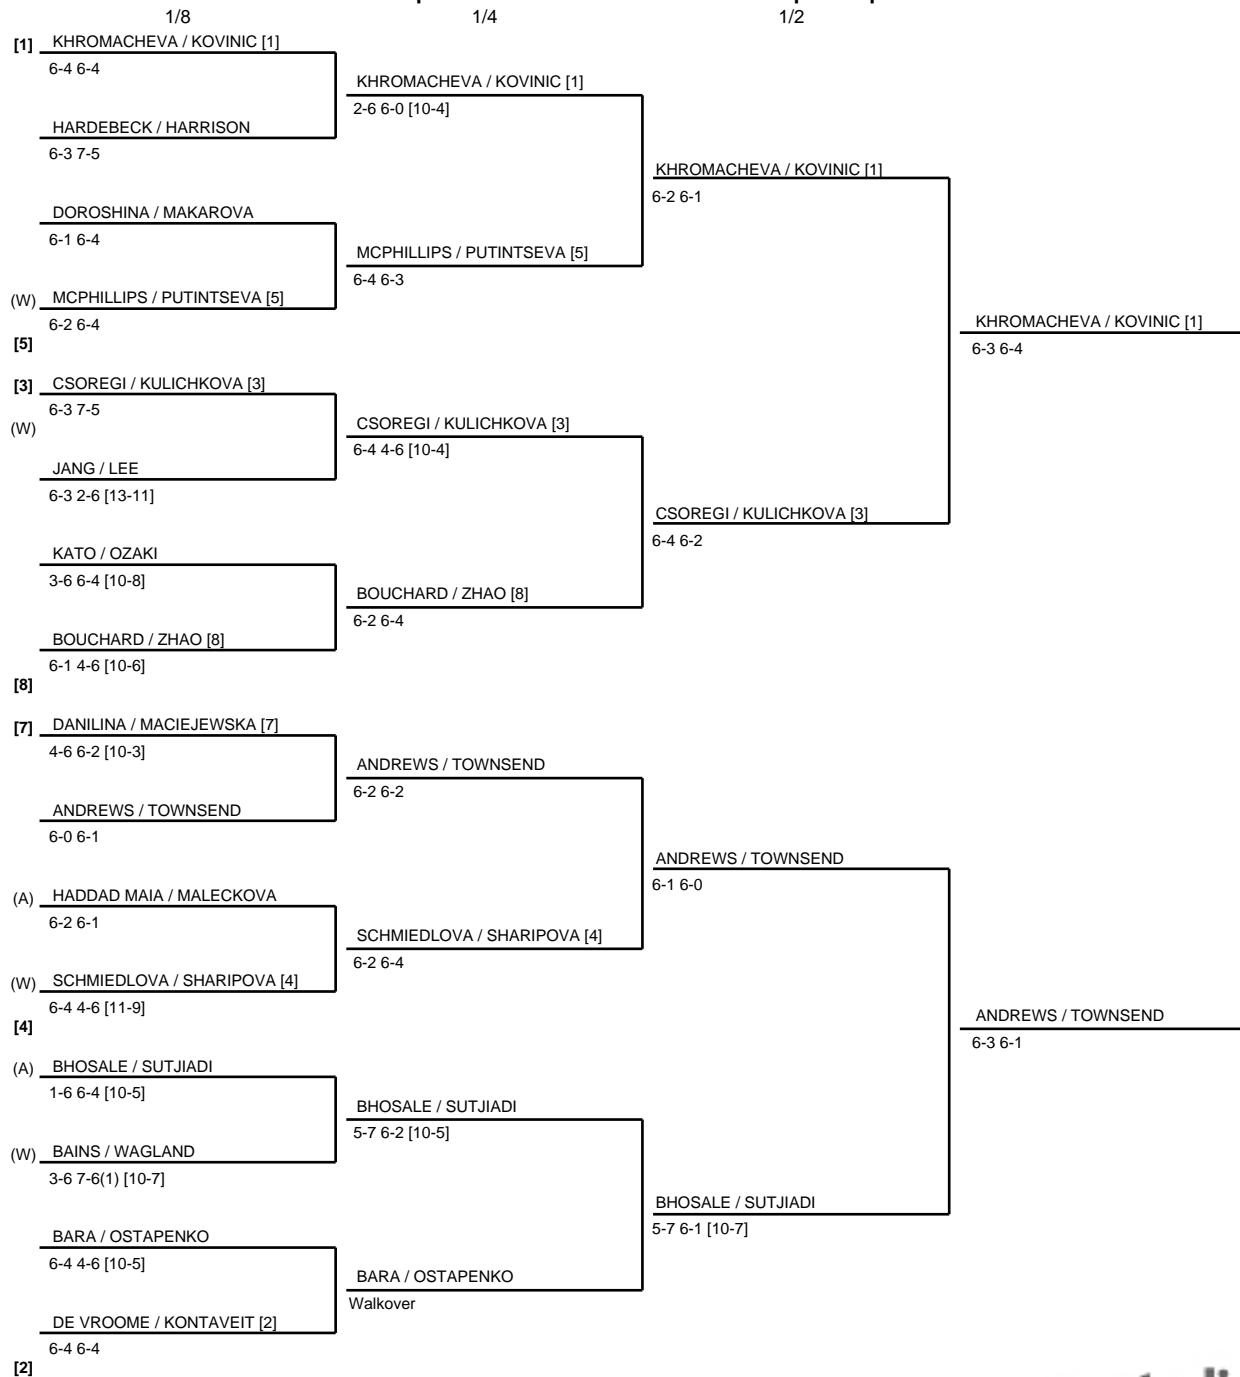 1/8
1/4
1/2
[1] KHROMACHEVA / KOVINIC [1]
6-4 6-4
KHROMACHEVA / KOVINIC [1]
2-6 6-0 [10-4]
HARDEBECK / HARRISON
6-3 7-5
KHROMACHEVA / KOVINIC [1]
6-2 6-1
DOROSHINA / MAKAROVA
6-1 6-4
MCPHILLIPS / PUTINTSEVA [5]
6-4 6-3
(W) MCPHILLIPS / PUTINTSEVA [5]
6-2 6-4
[5]
KHROMACHEVA / KOVINIC [1]
6-3 6-4
[3] CSOREGI / KULICHKOVA [3]
6-3 7-5
(W)
CSOREGI / KULICHKOVA [3]
6-4 4-6 [10-4]
JANG / LEE
6-3 2-6 [13-11]
CSOREGI / KULICHKOVA [3]
6-4 6-2
KATO / OZAKI
3-6 6-4 [10-8]
BOUCHARD / ZHAO [8]
6-2 6-4
BOUCHARD / ZHAO [8]
6-1 4-6 [10-6]
[8]
[7] DANILINA / MACIEJEWSKA [7]
4-6 6-2 [10-3]
ANDREWS / TOWNSEND
6-2 6-2
ANDREWS / TOWNSEND
6-0 6-1
ANDREWS / TOWNSEND
6-1 6-0
(A) HADDAD MAIA / MALECKOVA
6-2 6-1
SCHMIEDLOVA / SHARIPOVA [4]
6-2 6-4
(W) SCHMIEDLOVA / SHARIPOVA [4]
6-4 4-6 [11-9]
[4]
ANDREWS / TOWNSEND
6-3 6-1
(A) BHOSALE / SUTJIADI
1-6 6-4 [10-5]
BHOSALE / SUTJIADI
5-7 6-2 [10-5]
(W) BAINS / WAGLAND
3-6 7-6(1) [10-7]
BHOSALE / SUTJIADI
5-7 6-1 [10-7]
BARA / OSTAPENKO
6-4 4-6 [10-5]
BARA / OSTAPENKO
Walkover
DE VROOME / KONTAVEIT [2]
6-4 6-4
[2]